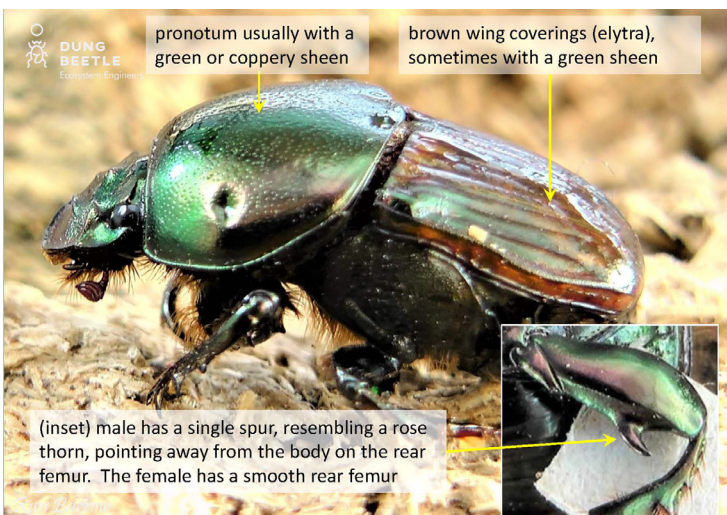 DUNG
BEETLE
Ecosystem Engineers
pronotum usually with a
green or coppery sheen
brown wing coverings (elytra),
sometimes with a green sheen
(inset) male has a single spur, resembling a rose
thorn, pointing away from the body on the rear
femur. The female has a smooth rear femur